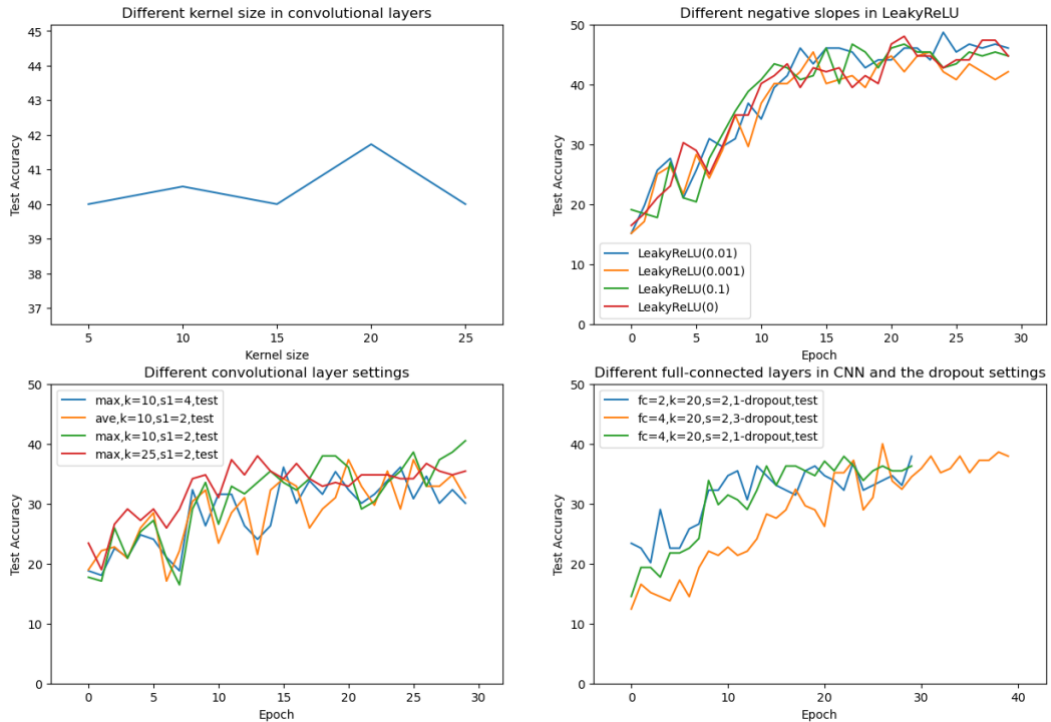 Different kernel size in convolutional layers
45
44
43
42
41
40
39
38
37
Test Accuracy
5
10
15
20
25
Kernel size
Different negative slopes in LeakyReLU
50
40
30
20
10
0
Test Accuracy
LeakyReLU(0.01)
LeakyReLU(0.001)
LeakyReLU(0.1)
LeakyReLU(0)
0
5
10
15
20
25
30
Epoch
Different convolutional layer settings
50
40
30
20
10
0
Test Accuracy
max,k=10,s1=4,test
ave,k=10,s1=2,test
max,k=10,s1=2,test
max,k=25,s1=2,test
0
5
10
15
20
25
30
Epoch
Different full-connected layers in CNN and the dropout settings
50
40
30
20
10
0
Test Accuracy
fc=2,k=20,s=2,1-dropout,test
fc=4,k=20,s=2,3-dropout,test
fc=4,k=20,s=2,1-dropout,test
0
10
20
30
40
Epoch